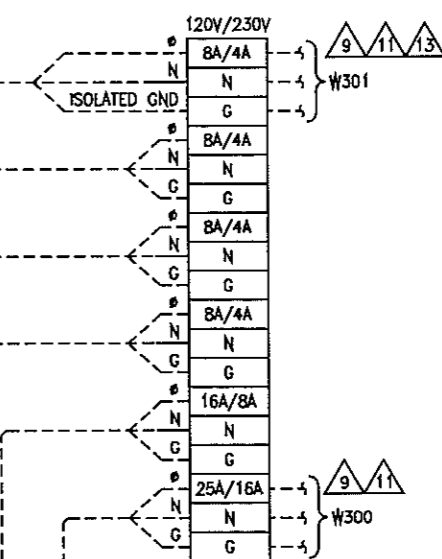 120V/230V
ø 8A/4A 9 11 13
N N W301
ISOLATED GND G
ø 8A/4A
N N
G G
ø 8A/4A
N N
G G
ø 8A/4A
N N
G G
ø 16A/8A
N N
G G
ø 25A/16A 9 11
N N W300
G G